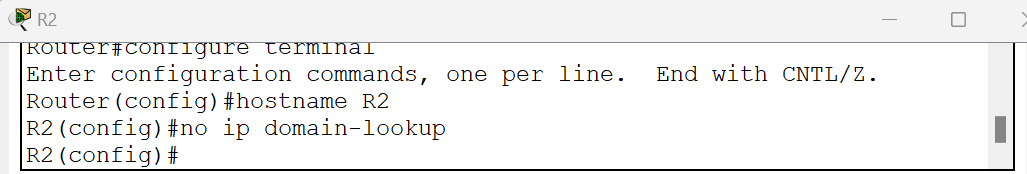 R2
Router#configure terminal
Enter configuration commands, one per line.  End with CNTL/Z.
Router(config)#hostname R2
R2(config)#no ip domain-lookup
R2(config)#